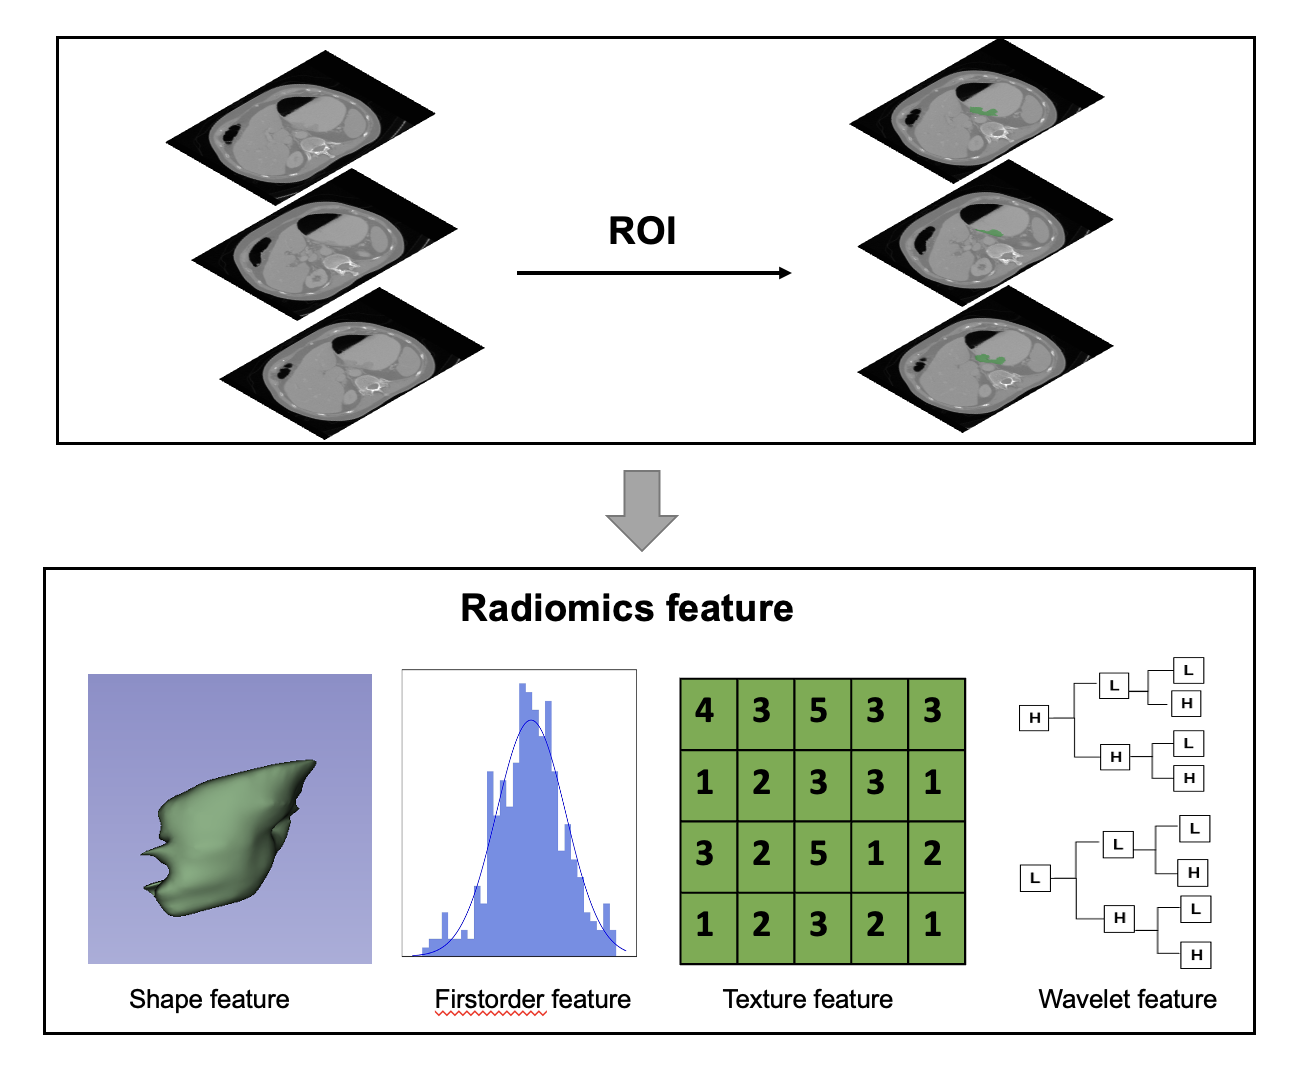 ROI
Radiomics feature
4 3 5 3 3
1 2 3 3 1
3 2 5 1 2
1 2 3 2 1
L
L
H
H
L
H
H
L
L
H
L
L
H
H
Shape feature
Firstorder feature
Texture feature
Wavelet feature